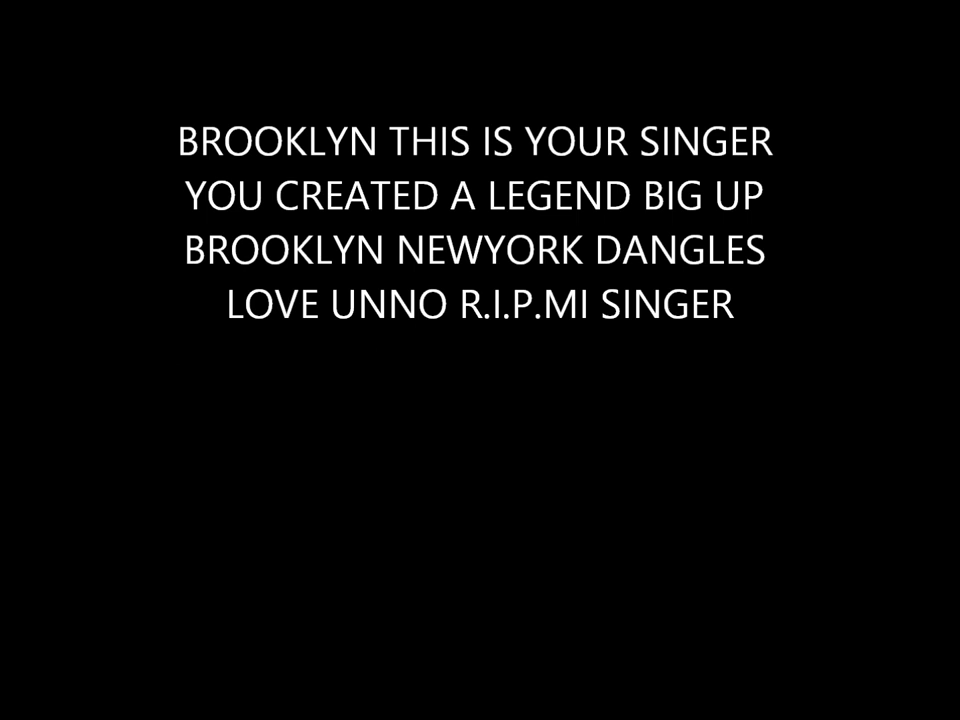 BROOKLYN THIS IS YOUR SINGER
YOU CREATED A LEGEND BIG UP
BROOKLYN NEWYORK DANGLES
LOVE UNNO R.I.P.MI SINGER